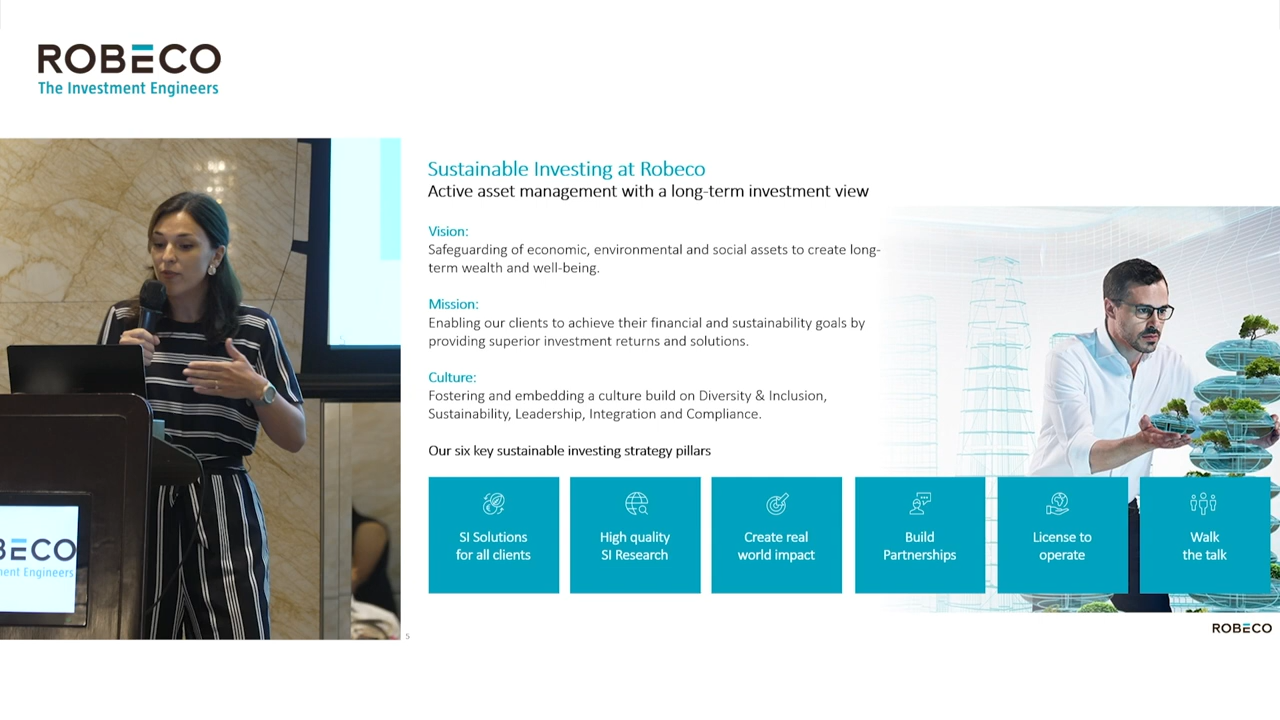 ROBECO
The Investment Engineers
Sustainable Investing at Robeco
Active asset management with a long-term investment view
Vision:
Safeguarding of economic, environmental and social assets to create long-
term wealth and well-being.
Mission:
Enabling our clients to achieve their financial and sustainability goals by
providing superior investment returns and solutions.
Culture:
Fostering and embedding a culture build on Diversity & Inclusion,
Sustainability, Leadership, Integration and Compliance.
Our six key sustainable investing strategy pillars
SI Solutions
for all clients
High quality
SI Research
Create real
world impact
Build
Partnerships
License to
operate
Walk
the talk
BECO
ment Engineers
5
ROBECO